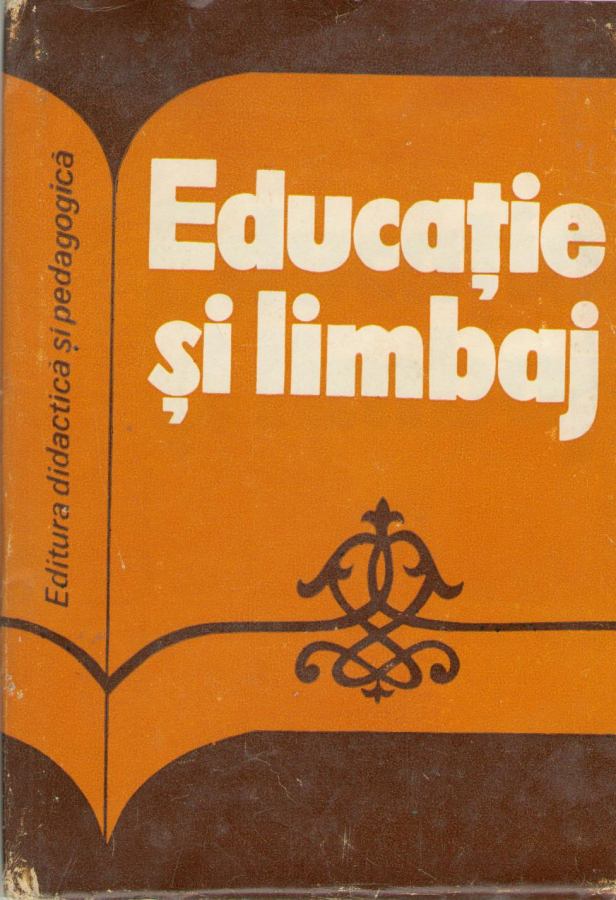 Educație
și limbaj
Editura didactică și pedagogică